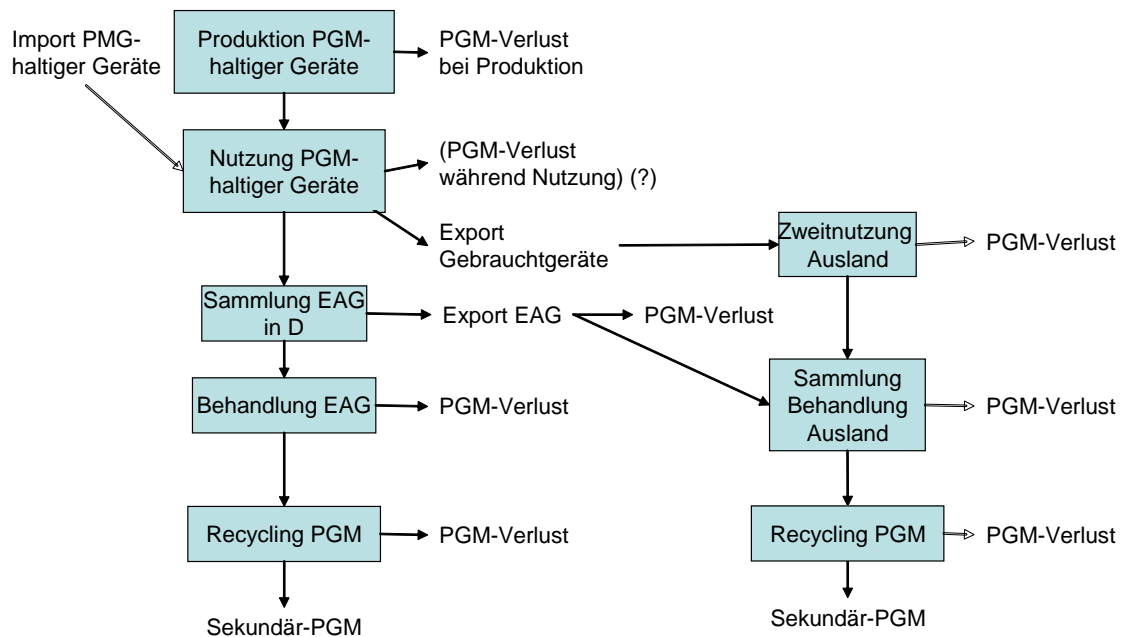 Import PMG-
haltiger Geräte
Produktion PGM-
haltiger Geräte
PGM-Verlust
bei Produktion
Nutzung PGM-
haltiger Geräte
(PGM-Verlust
während Nutzung) (?)
Export
Gebrauchtgeräte
Zweitnutzung
Ausland
PGM-Verlust
Sammlung EAG
in D
Export EAG
PGM-Verlust
Behandlung EAG
PGM-Verlust
Sammlung
Behandlung
Ausland
PGM-Verlust
Recycling PGM
PGM-Verlust
Recycling PGM
PGM-Verlust
Sekundär-PGM
Sekundär-PGM